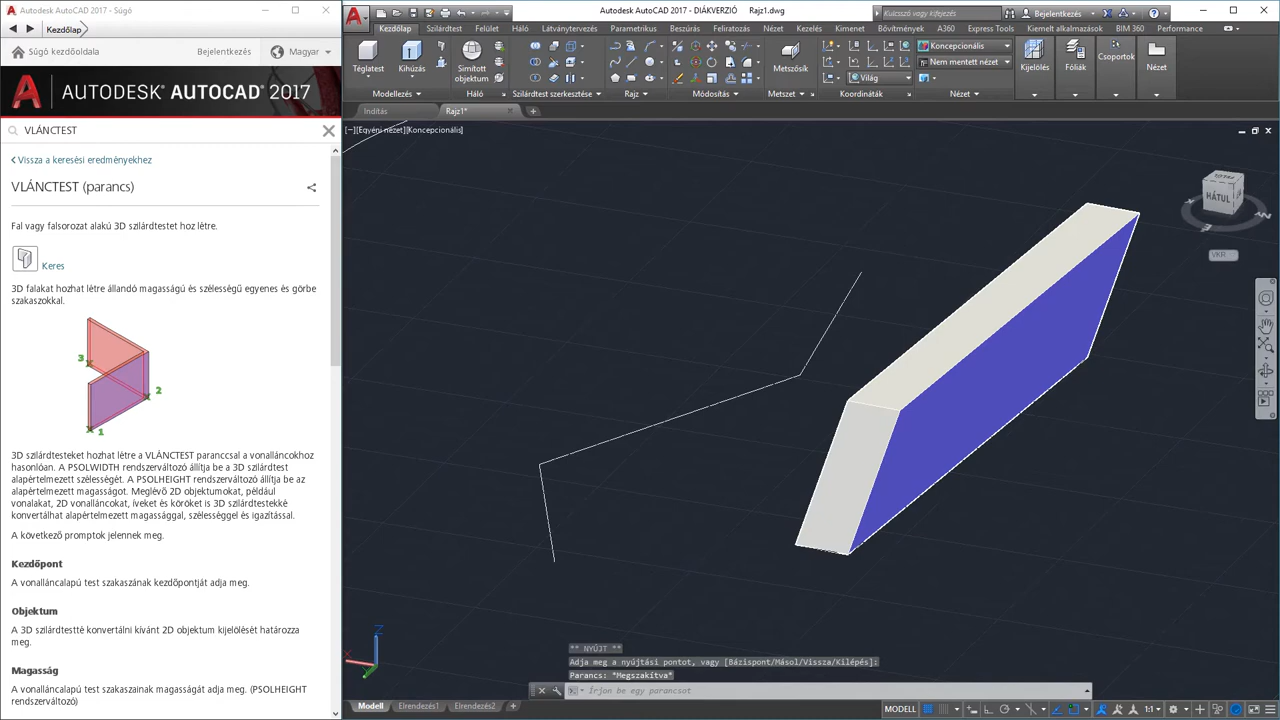 Autodesk AutoCAD 2017 - Súgó
Kezdőlap
Súgó kezdőoldala
Bejelentkezés
Magyar
AUTODESK® AUTOCAD 2017
VLÁNCTEST
Vissza a keresési eredményekhez
VLÁNCTEST (parancs)
Fal vagy falsorozat alakú 3D szilárdtestet hoz létre.
Keres
3D falakat hozhat létre állandó magasságú és szélességű egyenes és görbe
szakaszokkal.
3
2
1
3D szilárdtesteket hozhat létre a VLÁNCTEST paranccsal a vonalláncokhoz
hasonlóan. A PSOLWIDTH rendszerváltozó állítja be a 3D szilárdtest
alapértelmezett szélességét. A PSOLHEIGHT rendszerváltozó állítja be az
alapértelmezett magasságot. Meglévő 2D objektumokat, például
vonalakat, 2D vonalláncokat, íveket és köröket is 3D szilárdtestekké
konvertálhat alapértelmezett magassággal, szélességgel és igazítással.
A következő promptok jelennek meg.
Kezdőpont
A vonalláncalapú test szakaszának kezdőpontját adja meg.
Objektum
A 3D szilárdtestté konvertálni kívánt 2D objektum kijelölését határozza
meg.
Magasság
A vonalláncalapú test szakaszainak magasságát adja meg. (PSOLHEIGHT
rendszerváltozó)
Autodesk AutoCAD 2017 - DIÁKVERZIÓ Rajz1.dwg
Kulcsszó vagy kifejezés
Bejelentkezés
Kezdőlap Szilárdtest Felület Háló Látványtervezés Parametrikus Beszúrás Feliratozás Nézet Kezelés Kimenet Bővítmények A360 Express Tools Kiemelt alkalmazások BIM 360 Performance
Téglatest
Kihúzás
Simított
objektum
Metszősík
Koncepcionális
Nem mentett nézet
Világ
Kijelölés
Fóliák
Csoportok
Nézet
Modellezés Háló Szilárdtest szerkesztése Rajz Módosítás Metszet Koordináták Nézet
Indítás
Rajz1*
[−][Egyéni nézet][Koncepcionális]
HÁTUL
VKR
Z
X
** NYÚJT **
Adja meg a nyújtási pontot, vagy [Bázispont/Másol/Vissza/Kilépés]:
Parancs: *Megszakítva*
Írjon be egy parancsot
Modell Elrendezés1 Elrendezés2
MODELL
1:1